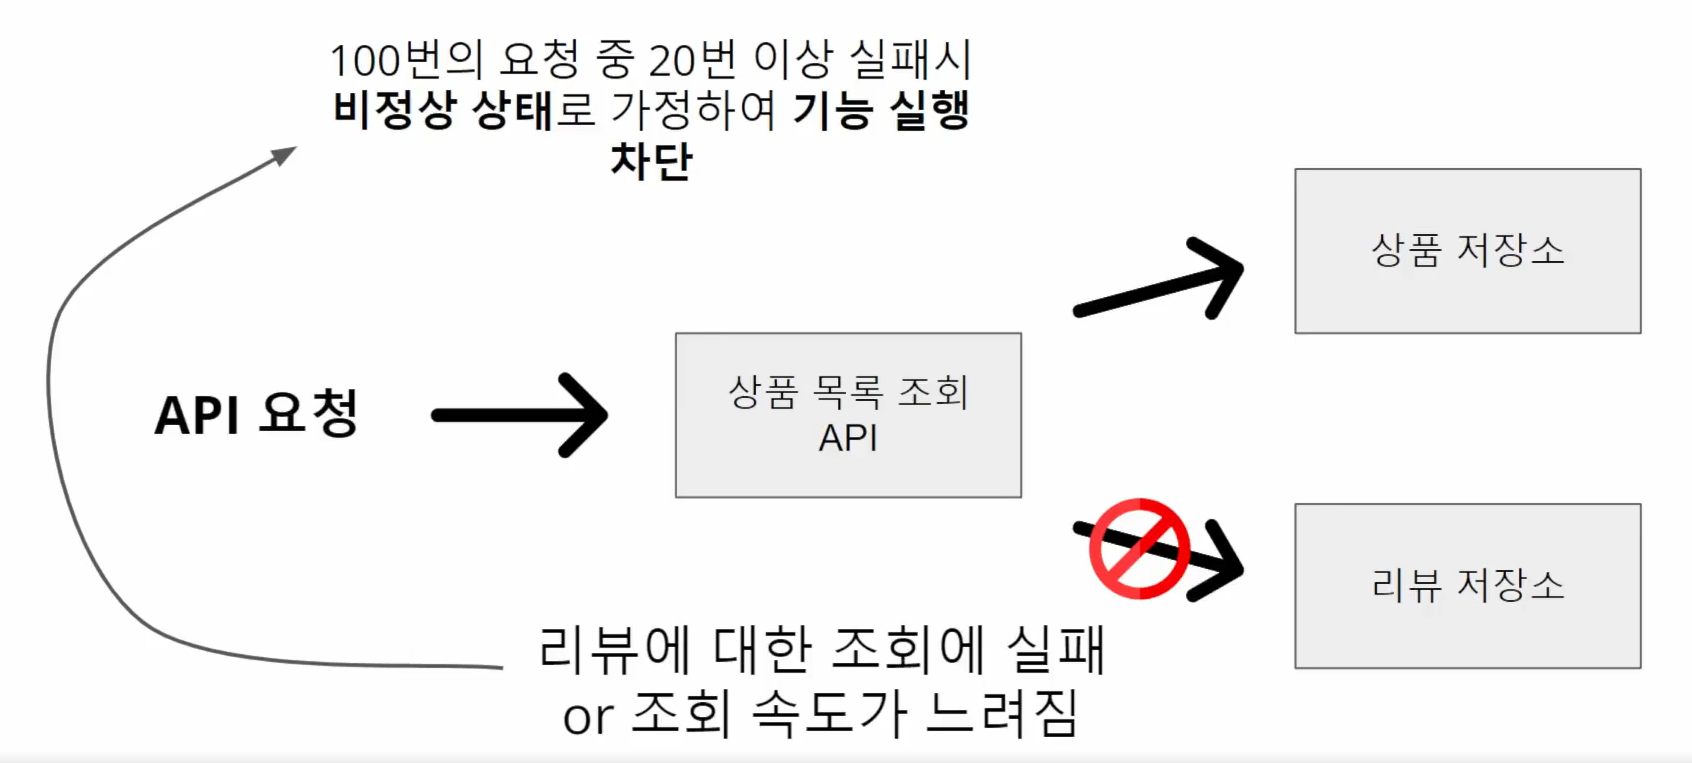 100번의 요청 중 20번 이상 실패시
비정상 상태로 가정하여 기능 실행
차단
상품 저장소
상품 목록 조회
API
API 요청
리뷰 저장소
리뷰에 대한 조회에 실패
or 조회 속도가 느려짐